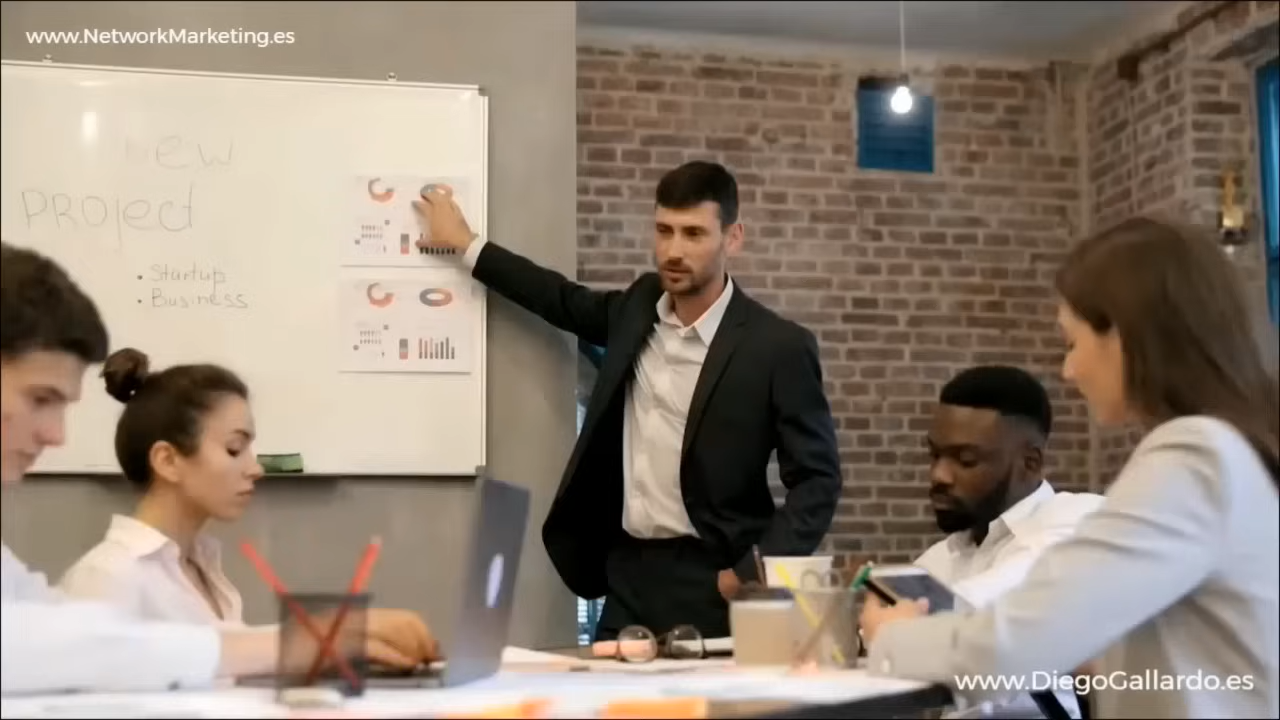 www.NetworkMarketing.es
New
PROject
• Startup
• Business
www.DiegoGallardo.es